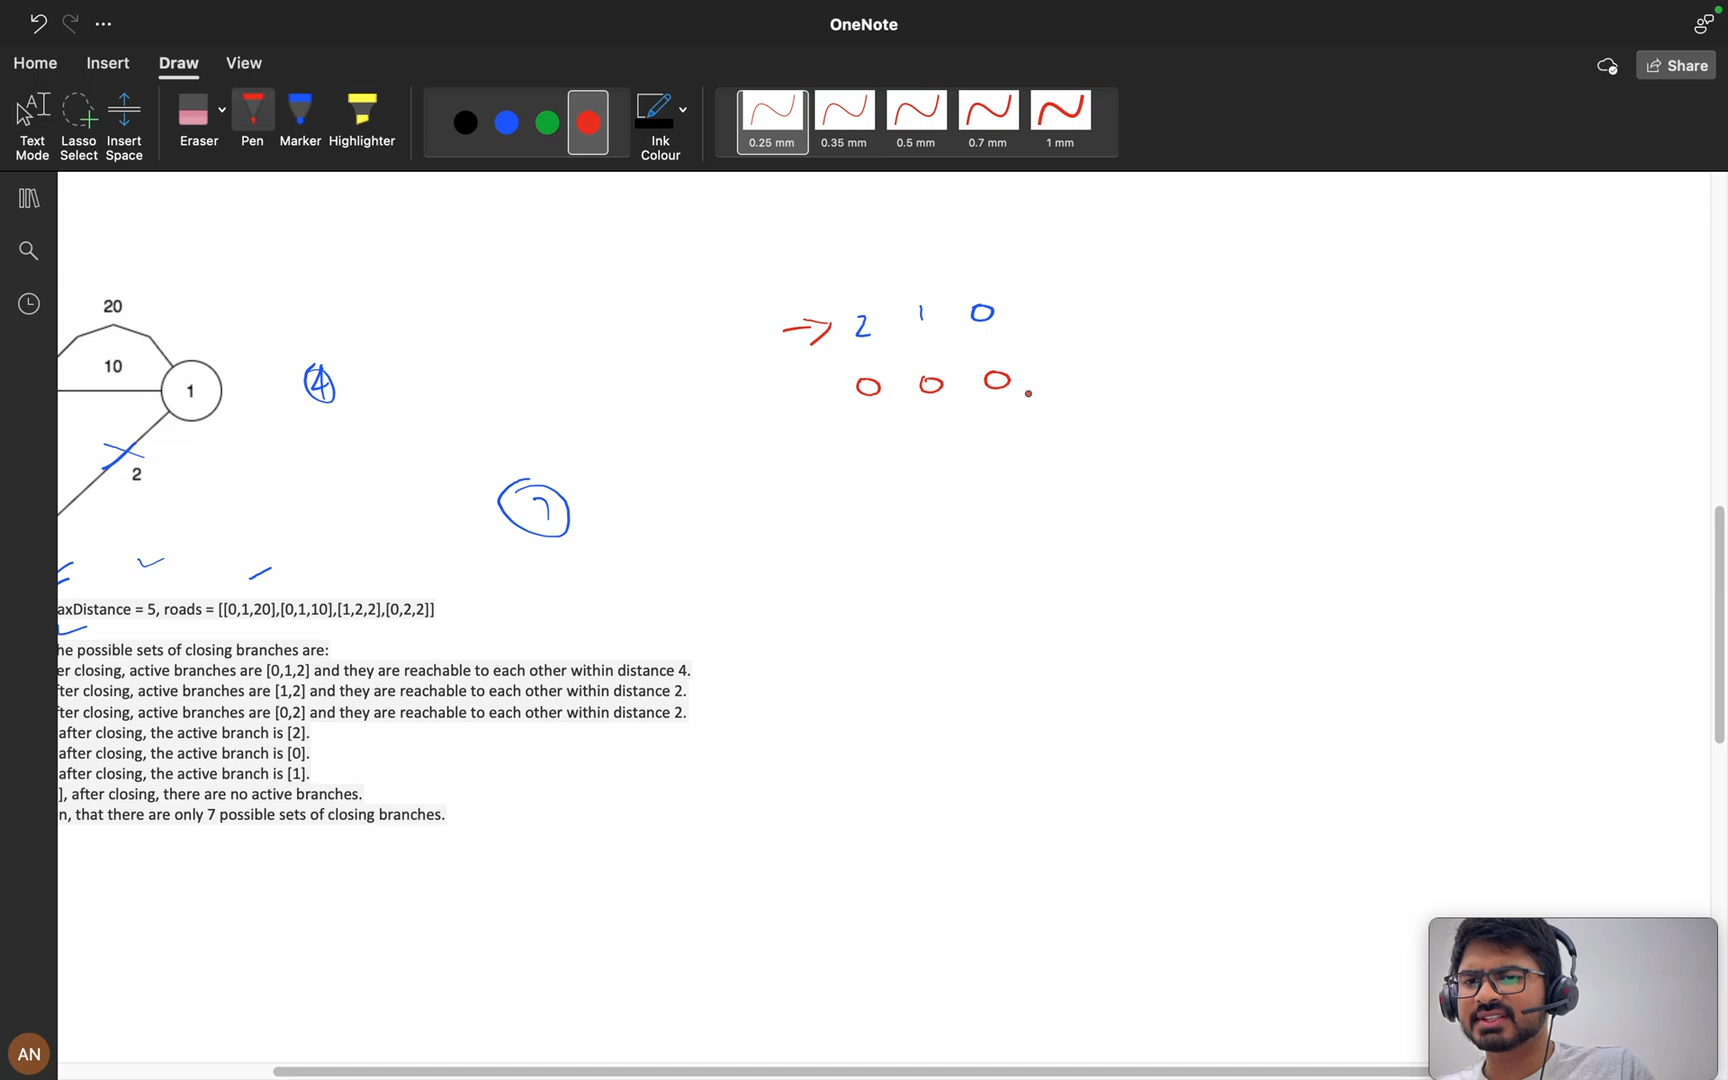 OneNote
Home Insert Draw View
Share
Text Mode
Lasso Select
Insert Space
Eraser
Pen
Marker
Highlighter
Ink Colour
0.25 mm 0.35 mm 0.5 mm 0.7 mm 1 mm
20
10
1
2
4
2 1 0
0 0 0
7
axDistance = 5, roads = [[0,1,20],[0,1,10],[1,2,2],[0,2,2]]
he possible sets of closing branches are:
er closing, active branches are [0,1,2] and they are reachable to each other within distance 4.
fter closing, active branches are [1,2] and they are reachable to each other within distance 2.
fter closing, active branches are [0,2] and they are reachable to each other within distance 2.
after closing, the active branch is [2].
after closing, the active branch is [0].
after closing, the active branch is [1].
], after closing, there are no active branches.
n, that there are only 7 possible sets of closing branches.
AN